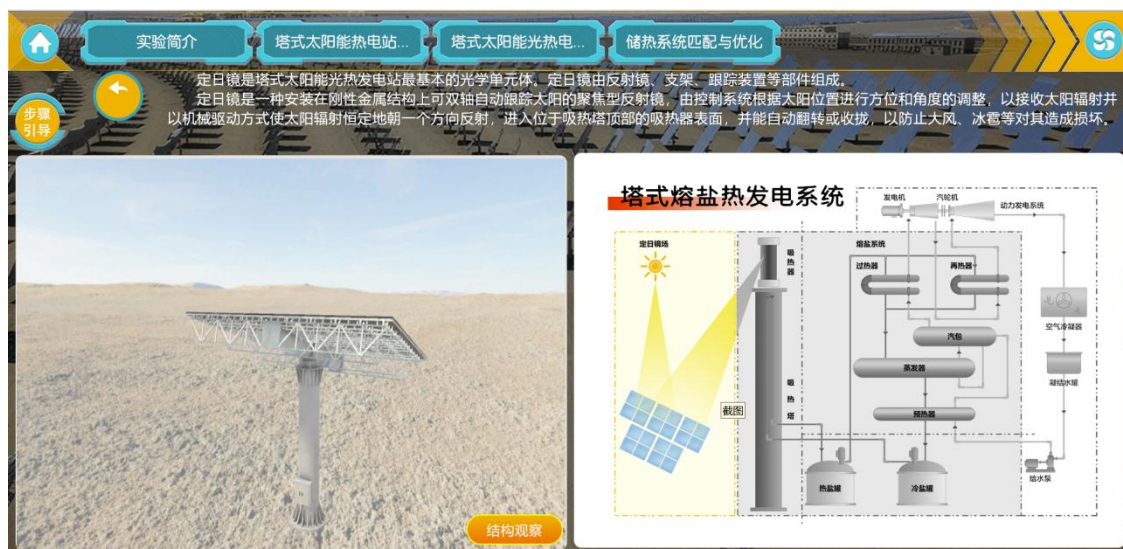 实验简介
塔式太阳能热电站...
塔式太阳能光热电...
储热系统匹配与优化
步骤
引导
定日镜是塔式太阳能光热发电站最基本的光学单元体。定日镜由反射镜、支架、跟踪装置等部件组成。
定日镜是一种安装在刚性金属结构上可双轴自动跟踪太阳的聚焦型反射镜，由控制系统根据太阳位置进行方位和角度的调整，以接收太阳辐射并
以机械驱动方式使太阳辐射恒定地朝一个方向反射，进入位于吸热塔顶部的吸热器表面，并能自动翻转或收拢，以防止大风、冰雹等对其造成损坏。
结构观察
塔式熔盐热发电系统
发电机
汽轮机
动力发电系统
定日镜场
吸热器
熔盐系统
过热器
再热器
空气冷凝器
汽包
蒸发器
凝结水罐
吸热塔
截图
预热器
热盐罐
冷盐罐
给水泵